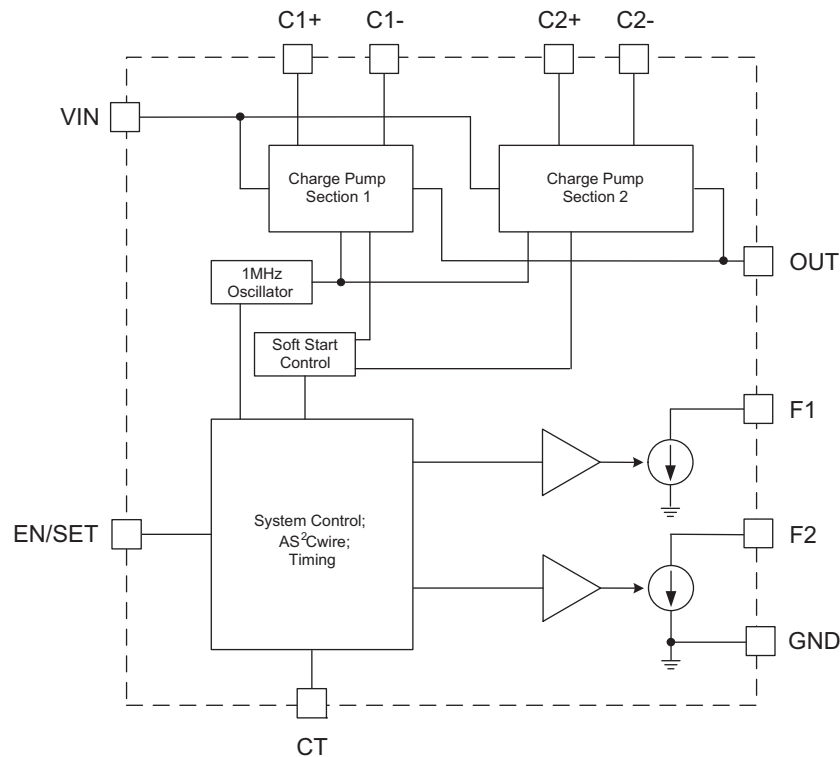 C1+ C1- C2+ C2-
VIN
Charge Pump
Section 1
Charge Pump
Section 2
OUT
1MHz
Oscillator
Soft Start
Control
F1
EN/SET
System Control;
AS²Cwire;
Timing
F2
GND
CT